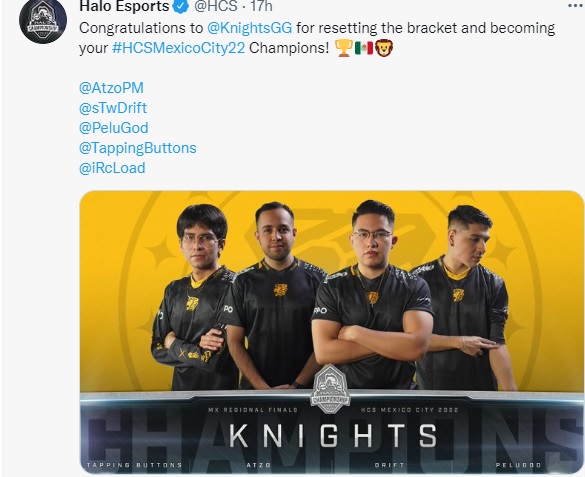 Halo Esports @HCS · 17h
Congratulations to @KnightsGG for resetting the bracket and becoming
your #HCSMexicoCity22 Champions! 🏆🇲🇽🦁
@AtzoPM
@sTwDrift
@PeluGod
@TappingButtons
@iRcLoad
CHAMPIONSHIP
MX REGIONAL FINALS HCS MEXICO CITY 2022
KNIGHTS
CHAMPIONS
TAPPING BUTTONS ATZO DRIFT PELUGOD